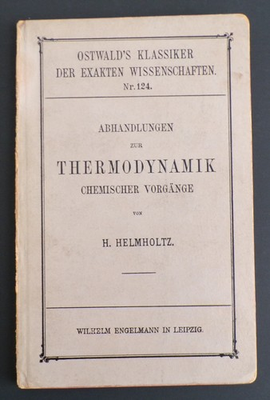 OSTWALD'S KLASSIKER
DER EXAKTEN WISSENSCHAFTEN.
Nr. 124.
ABHANDLUNGEN
ZUR
THERMODYNAMIK
CHEMISCHER VORGÄNGE
VON
H. HELMHOLTZ.
WILHELM ENGELMANN IN LEIPZIG.